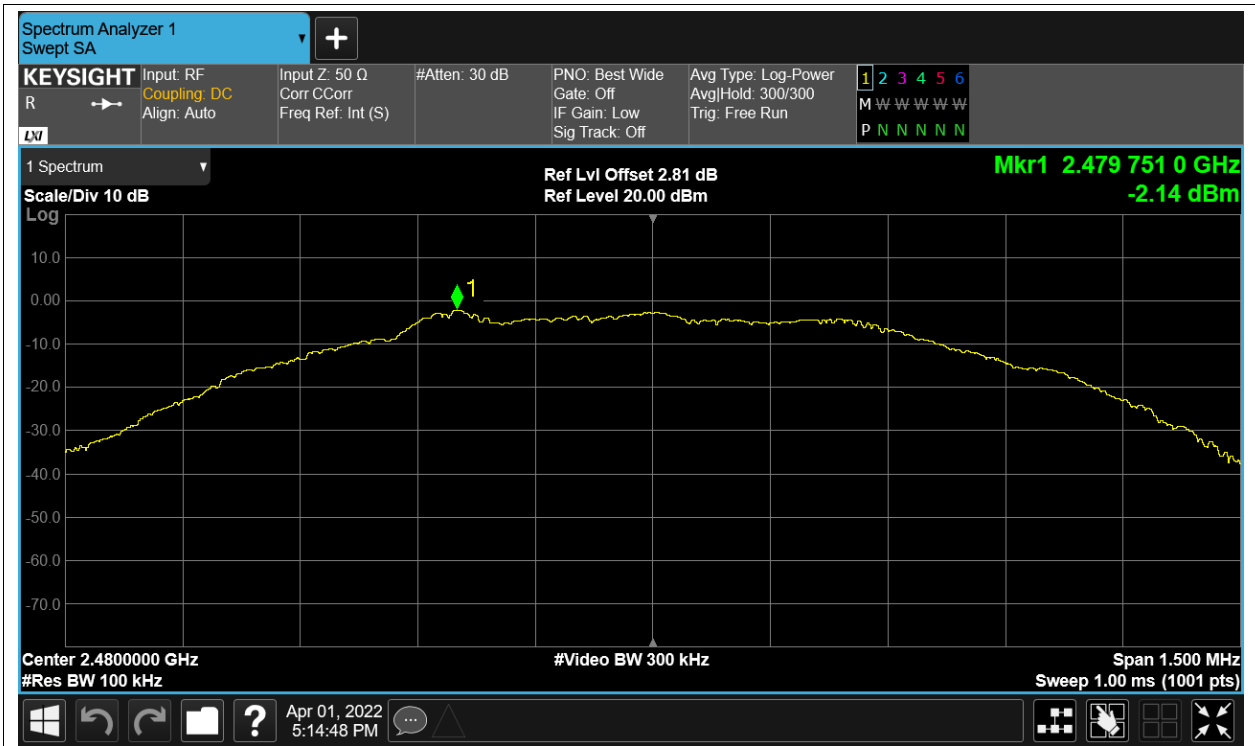 Spectrum Analyzer 1
Swept SA
KEYSIGHT
R
LXI
Input: RF
Coupling: DC
Align: Auto
Input Z: 50 Ω
Corr CCorr
Freq Ref: Int (S)
#Atten: 30 dB
PNO: Best Wide
Gate: Off
IF Gain: Low
Sig Track: Off
Avg Type: Log-Power
Avg|Hold: 300/300
Trig: Free Run
1 2 3 4 5 6
M W W W W W W
P N N N N N N
1 Spectrum
Scale/Div 10 dB
Log
Ref Lvl Offset 2.81 dB
Ref Level 20.00 dBm
Mkr1 2.479 751 0 GHz
-2.14 dBm
1
10.0
0.00
-10.0
-20.0
-30.0
-40.0
-50.0
-60.0
-70.0
Center 2.4800000 GHz
#Res BW 100 kHz
#Video BW 300 kHz
Span 1.500 MHz
Sweep 1.00 ms (1001 pts)
?
Apr 01, 2022
5:14:48 PM